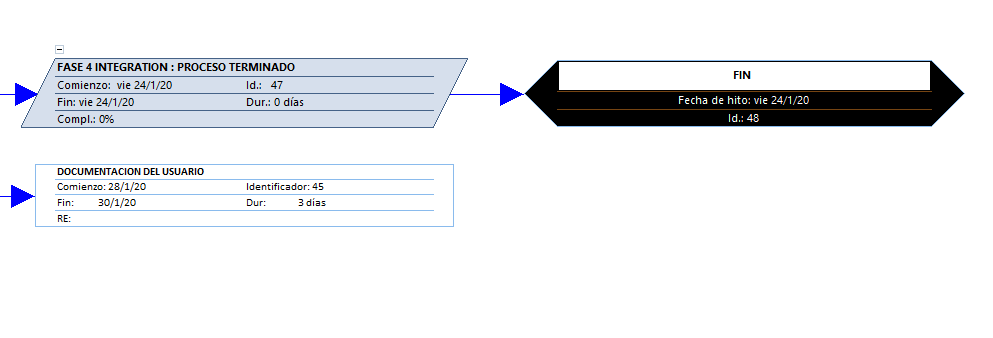 FASE 4 INTEGRATION : PROCESO TERMINADO
Comienzo: vie 24/1/20 Id.: 47
Fin: vie 24/1/20 Dur.: 0 días
Compl.: 0%
FIN
Fecha de hito: vie 24/1/20
Id.: 48
DOCUMENTACION DEL USUARIO
Comienzo: 28/1/20 Identificador: 45
Fin: 30/1/20 Dur: 3 días
RE: